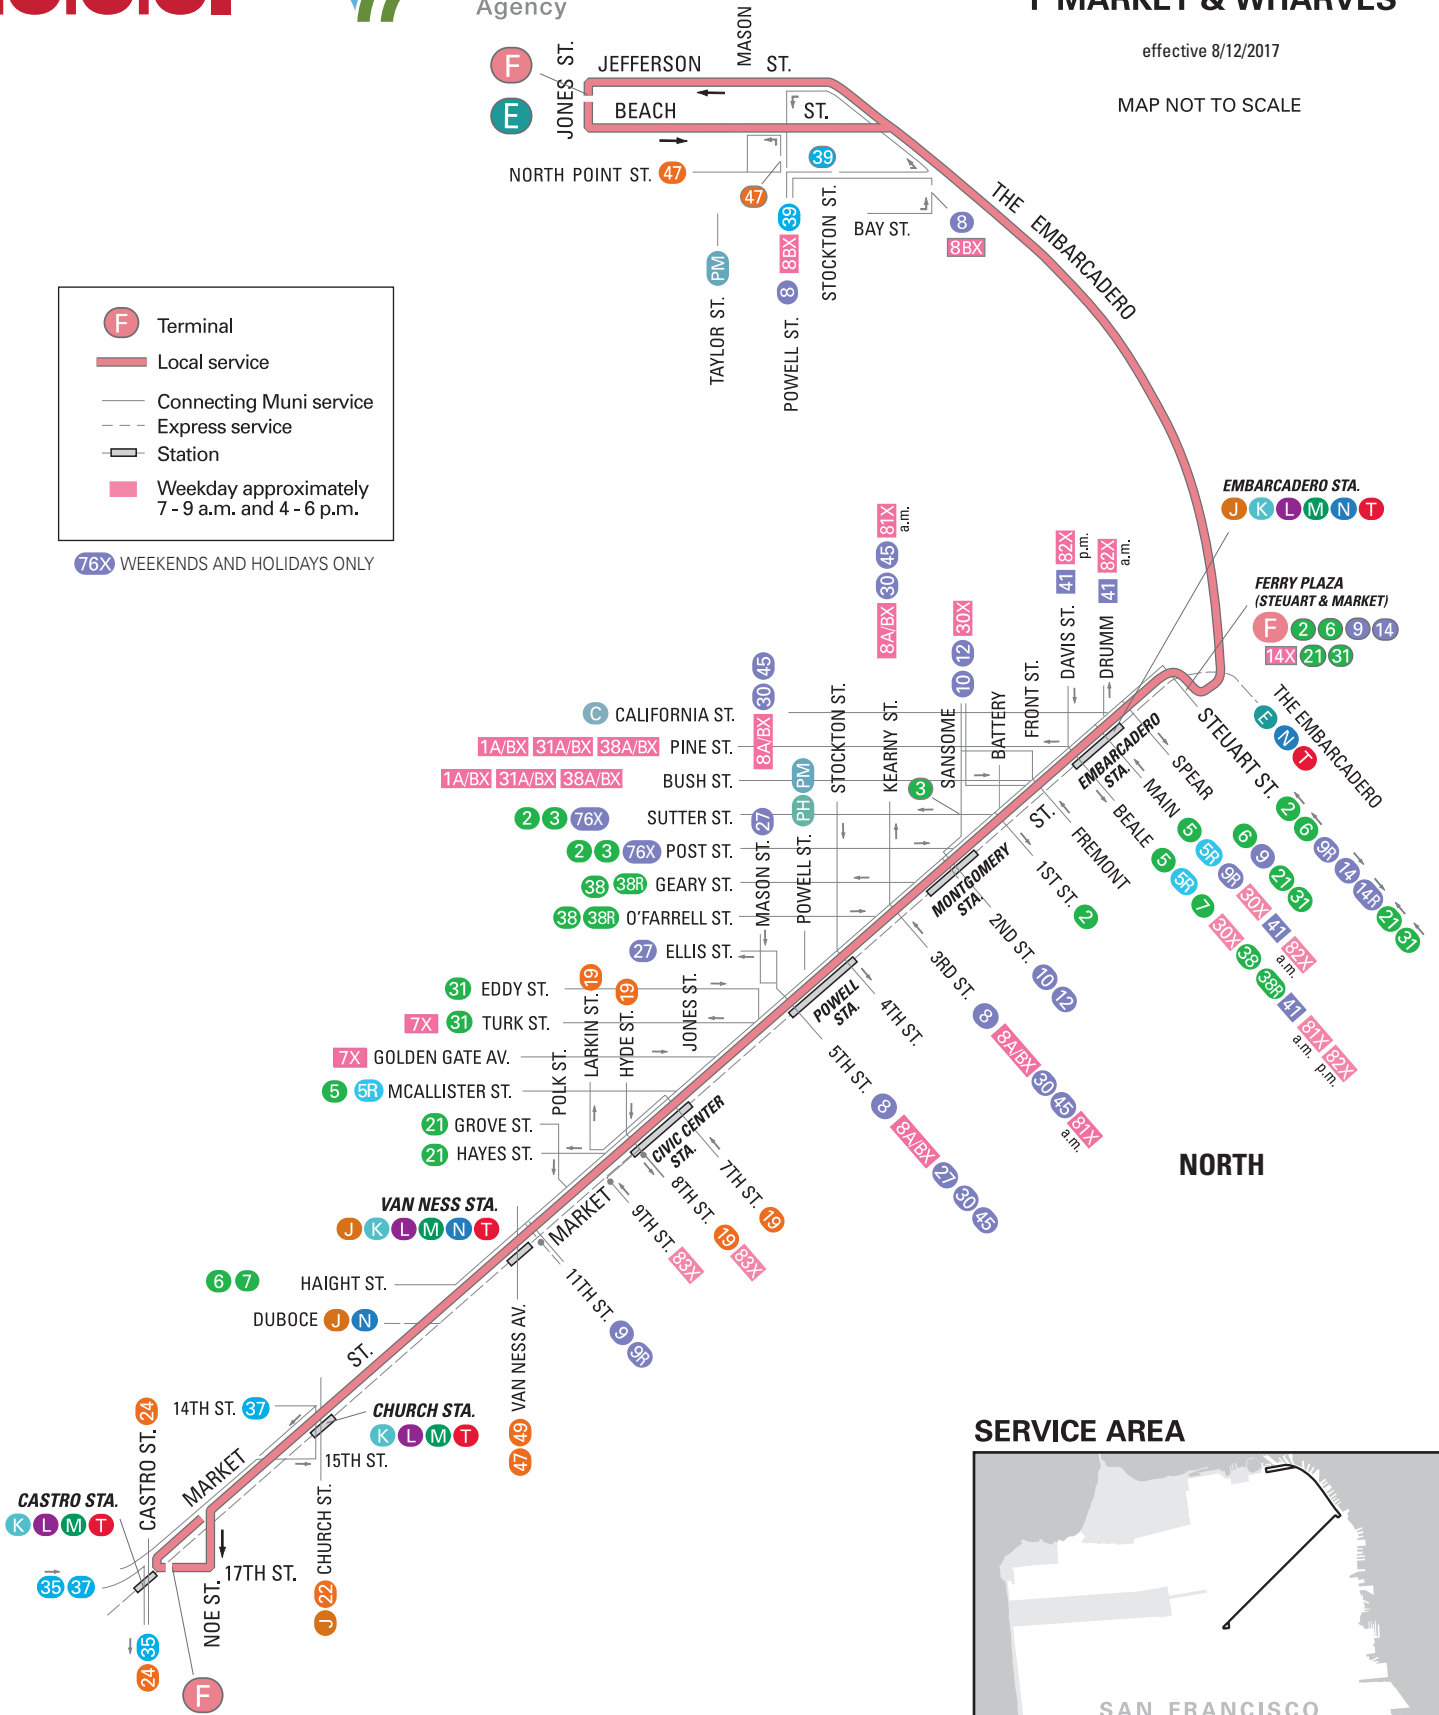 Agency
F MARKET & WHARVES
effective 8/12/2017
MAP NOT TO SCALE
F
E
JONES ST.
JEFFERSON ST.
MASON
BEACH ST.
NORTH POINT ST. 47
47
39
TAYLOR ST. PM
POWELL ST. 8 8BX 39
STOCKTON ST.
BAY ST.
8
8BX
THE EMBARCADERO
F Terminal
Local service
Connecting Muni service
Express service
Station
Weekday approximately
7 - 9 a.m. and 4 - 6 p.m.
76X WEEKENDS AND HOLIDAYS ONLY
EMBARCADERO STA.
J K L M N T
FERRY PLAZA
(STEUART & MARKET)
F 2 6 9 14
14X 21 31
THE EMBARCADERO
E N T
STEUART ST. 2 6 9R 14 14R 21 31
SPEAR 6 9 21 31
MAIN 5 5R 9R 30X 41 82X
a.m.
BEALE 5 5R 7 30X 38 38R 41 81X 82X
a.m. p.m.
FREMONT
1ST ST. 2
2ND ST. 10 12
3RD ST. 8 8A/BX 30 45 81X
a.m.
4TH ST.
5TH ST. 8 8A/BX 27 30 45
7TH ST. 19
8TH ST. 19 83X
9TH ST. 83X
11TH ST. 9 9R
DRUMM 41 82X
a.m.
DAVIS ST. 41 82X
p.m.
FRONT ST.
BATTERY
SANSOME 10 12 30X
3
KEARNY ST. 8A/BX 30 45 81X
30 45
a.m.
STOCKTON ST.
8A/BX 30 45
POWELL ST. PH PM
MASON ST. 27
C CALIFORNIA ST.
1A/BX 31A/BX 38A/BX PINE ST.
1A/BX 31A/BX 38A/BX BUSH ST.
2 3 76X SUTTER ST.
2 3 76X POST ST.
38 38R GEARY ST.
38 38R O'FARRELL ST.
27 ELLIS ST.
31 EDDY ST.
7X 31 TURK ST.
7X GOLDEN GATE AV.
5 5R MCALLISTER ST.
21 GROVE ST.
21 HAYES ST.
POLK ST.
LARKIN ST. 19
HYDE ST. 19
JONES ST.
EMBARCADERO
STA.
MONTGOMERY
STA.
POWELL
STA.
CIVIC CENTER
STA.
MARKET
ST.
NORTH
VAN NESS STA.
J K L M N T
6 7 HAIGHT ST.
DUBOCE J N
VAN NESS AV.
47 49
ST.
14TH ST. 37
CHURCH STA.
K L M T
15TH ST.
CHURCH ST.
J 22
MARKET
CASTRO ST. 24
CASTRO STA.
K L M T
35 37
17TH ST.
NOE ST.
24 35
F
SERVICE AREA
SAN FRANCISCO